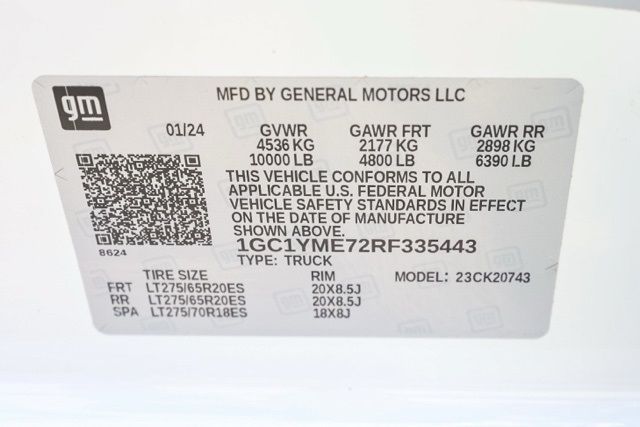 gm
MFD BY GENERAL MOTORS LLC
01/24 GVWR GAWR FRT GAWR RR
4536 KG 2177 KG 2898 KG
10000 LB 4800 LB 6390 LB
THIS VEHICLE CONFORMS TO ALL
APPLICABLE U.S. FEDERAL MOTOR
VEHICLE SAFETY STANDARDS IN EFFECT
ON THE DATE OF MANUFACTURE
SHOWN ABOVE.
8624
1GC1YME72RF335443
TYPE: TRUCK
TIRE SIZE RIM MODEL: 23CK20743
FRT LT275/65R20ES 20X8.5J
RR LT275/65R20ES 20X8.5J
SPA LT275/70R18ES 18X8J